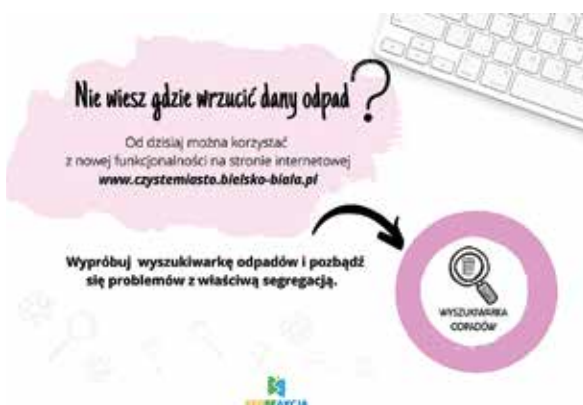 Nie wiesz gdzie wrzucić dany odpad?
Od dzisiaj można korzystać
z nowej funkcjonalności na stronie internetowej
www.czystemiasto.bielsko-biala.pl
Wypróbuj wyszukiwarkę odpadów i pozbądź
się problemów z właściwą segregacją.
WYSZUKIWARKA
ODPADÓW